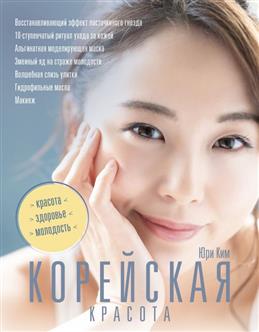 Восстанавливающий эффект ласточкиного гнезда
10-ступенчатый ритуал ухода за кожей
Альгинатная моделирующая маска
Змеиный яд на страже молодости
Волшебная слизь улитки
Гидрофильные масла
Макияж
> красота <
> здоровье <
> молодость <
Юри Ким
КОРЕЙСКАЯ
КРАСОТА